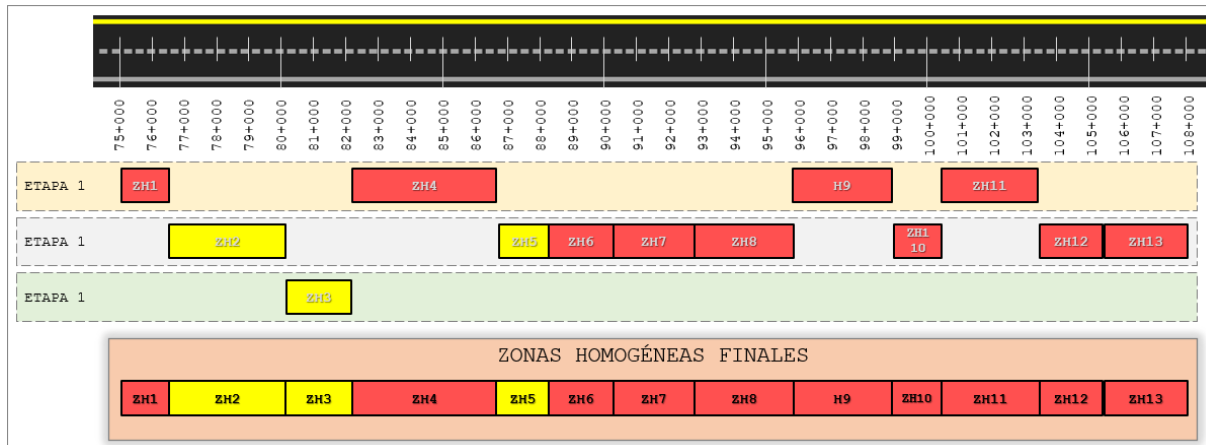 75+000
76+000
77+000
78+000
79+000
80+000
81+000
82+000
83+000
84+000
85+000
86+000
87+000
88+000
89+000
90+000
91+000
92+000
93+000
94+000
95+000
96+000
97+000
98+000
99+000
100+000
101+000
102+000
103+000
104+000
105+000
106+000
107+000
108+000
ETAPA 1
ZH1
ZH4
H9
ZH11
ETAPA 1
ZH2
ZH5
ZH6
ZH7
ZH8
ZH1
10
ZH12
ZH13
ETAPA 1
ZH3
ZONAS HOMOGÉNEAS FINALES
ZH1
ZH2
ZH3
ZH4
ZH5
ZH6
ZH7
ZH8
H9
ZH10
ZH11
ZH12
ZH13